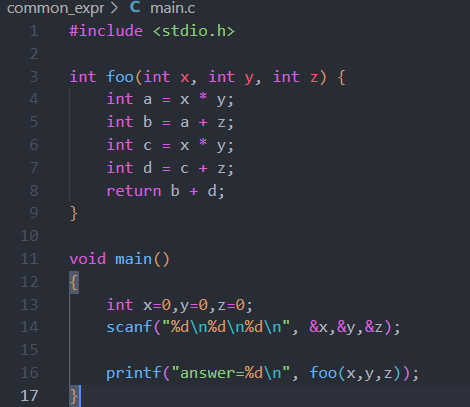 common_expr > C main.c
1 #include <stdio.h>
2
3 int foo(int x, int y, int z) {
4     int a = x * y;
5     int b = a + z;
6     int c = x * y;
7     int d = c + z;
8     return b + d;
9 }
10
11 void main()
12 {
13     int x=0,y=0,z=0;
14     scanf("%d\n%d\n%d\n", &x,&y,&z);
15
16     printf("answer=%d\n", foo(x,y,z));
17 }